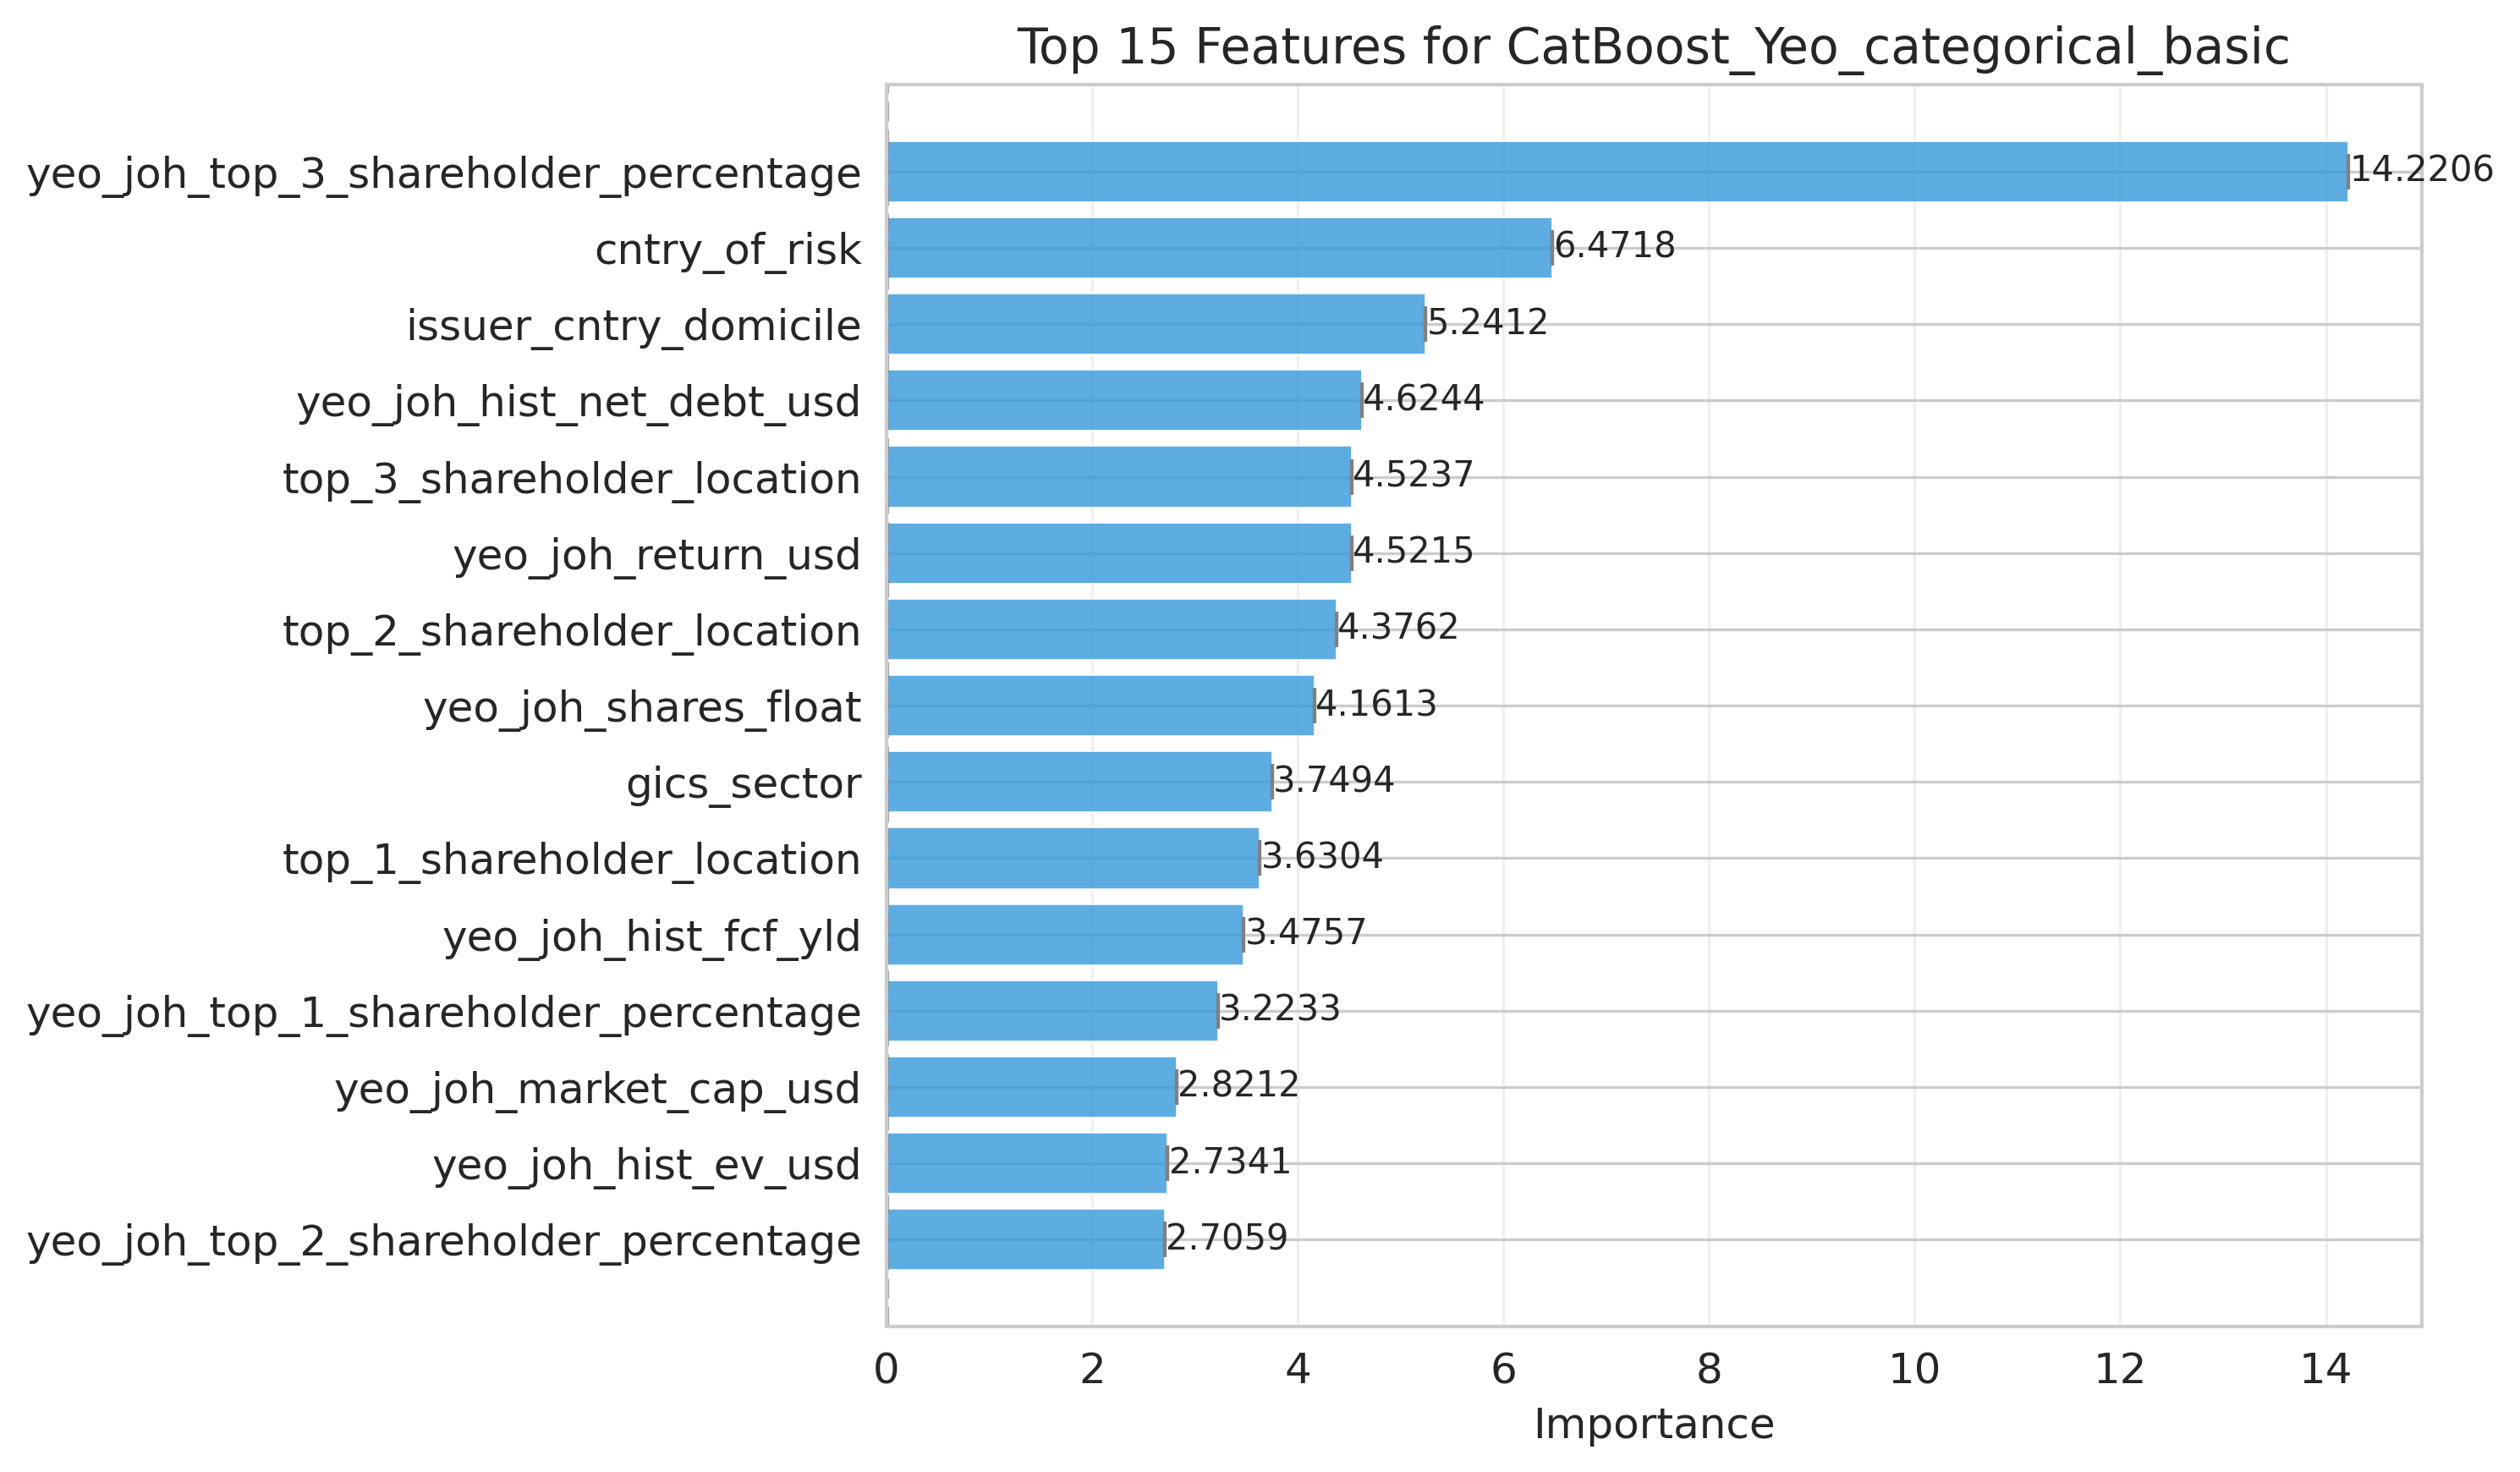 Top 15 Features for CatBoost_Yeo_categorical_basic
yeo_joh_top_3_shareholder_percentage 14.2206
cntry_of_risk 6.4718
issuer_cntry_domicile 5.2412
yeo_joh_hist_net_debt_usd 4.6244
top_3_shareholder_location 4.5237
yeo_joh_return_usd 4.5215
top_2_shareholder_location 4.3762
yeo_joh_shares_float 4.1613
gics_sector 3.7494
top_1_shareholder_location 3.6304
yeo_joh_hist_fcf_yld 3.4757
yeo_joh_top_1_shareholder_percentage 3.2233
yeo_joh_market_cap_usd 2.8212
yeo_joh_hist_ev_usd 2.7341
yeo_joh_top_2_shareholder_percentage 2.7059
0 2 4 6 8 10 12 14
Importance